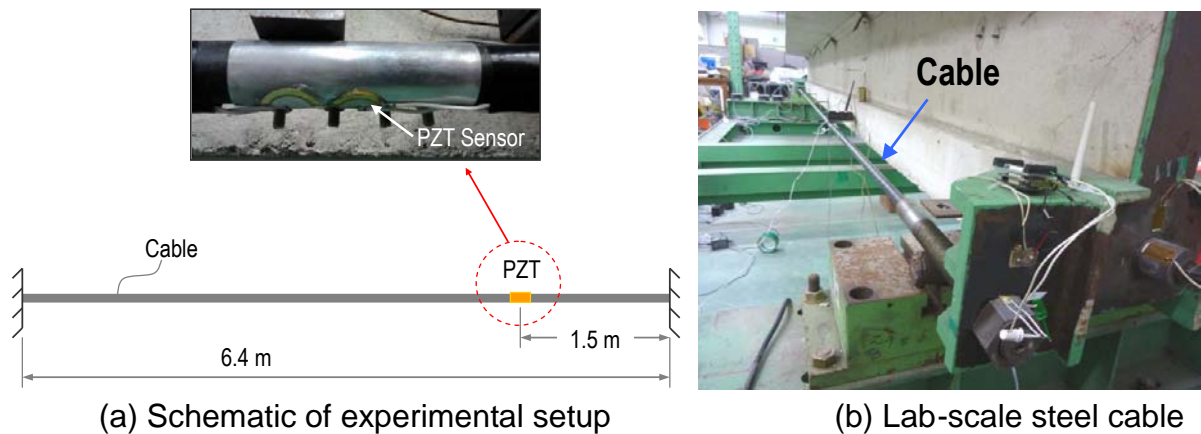 PZT Sensor
Cable
PZT
6.4 m
1.5 m
(a) Schematic of experimental setup
Cable
(b) Lab-scale steel cable